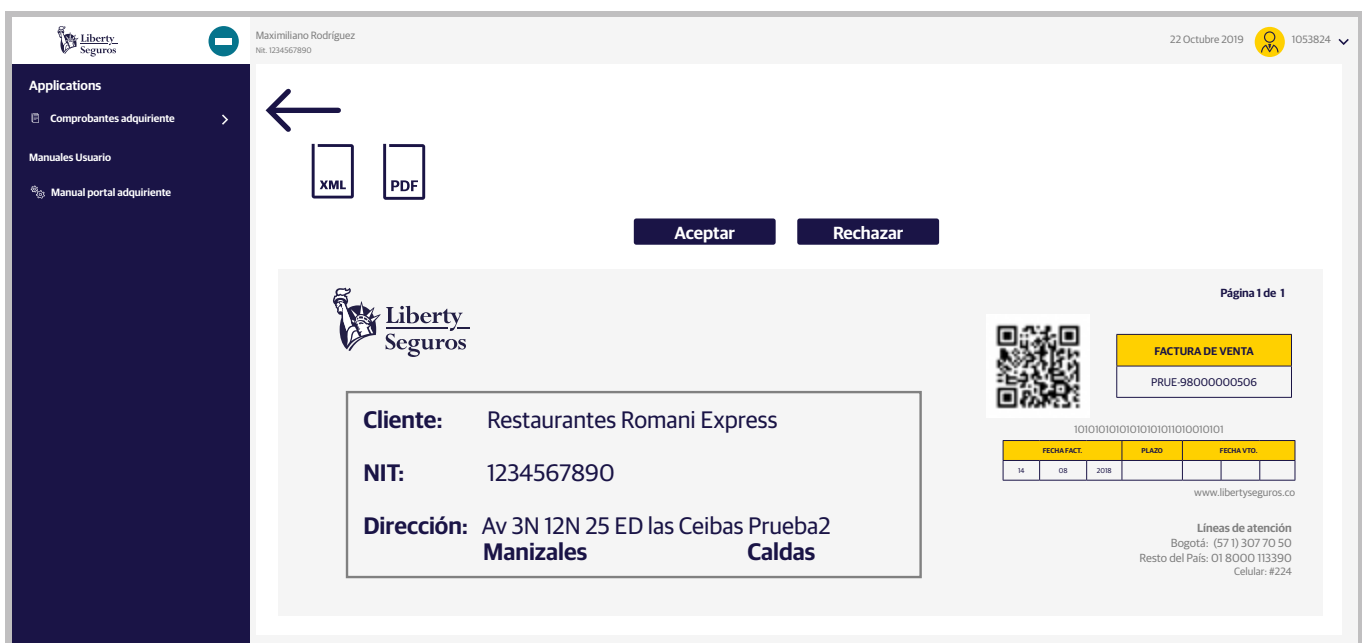 Liberty
Seguros
Maximiliano Rodríguez
Nit. 1234567890
22 Octubre 2019
1053824
Applications
Comprobantes adquiriente
Manuales Usuario
Manual portal adquiriente
XML
PDF
Aceptar
Rechazar
Página 1 de 1
Liberty
Seguros
FACTURA DE VENTA
PRUE-98000000506
Cliente: Restaurantes Romani Express
NIT: 1234567890
Dirección: Av 3N 12N 25 ED las Ceibas Prueba2
Manizales Caldas
10101010101010101011010010101
FECHA FACT. PLAZO FECHA VTO.
14 08 2018
www.libertyseguros.co
Líneas de atención
Bogotá: (57 1) 307 70 50
Resto del País: 01 8000 113390
Celular: #224